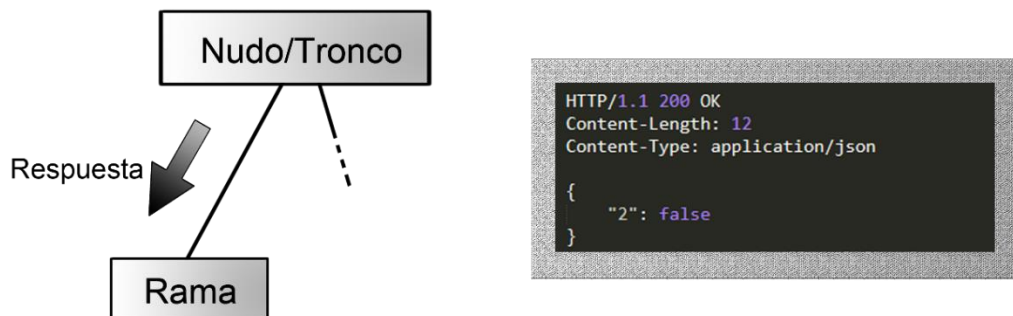 Nudo/Tronco
Respuesta
Rama
HTTP/1.1 200 OK
Content-Length: 12
Content-Type: application/json
{
"2": false
}